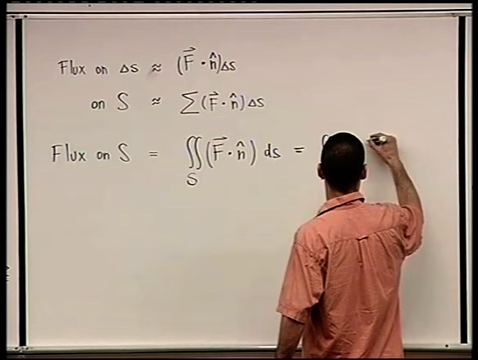 Flux on Δs ≈ (F⃗ · n̂)Δs
on S ≈ ∑(F⃗ · n̂)Δs
Flux on S = ∬(F⃗ · n̂) ds =
S